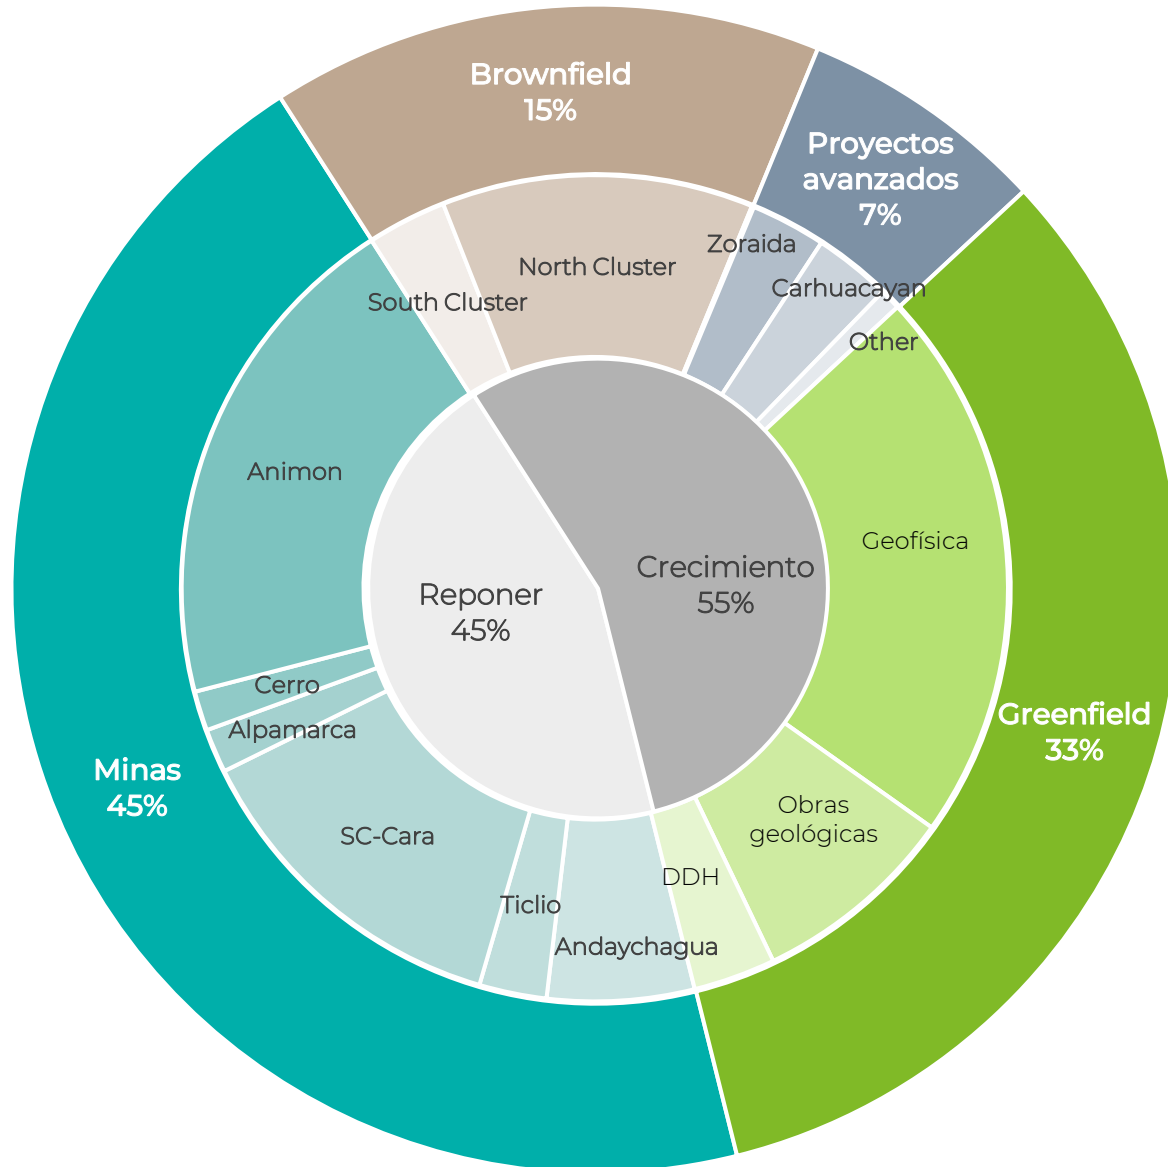 Brownfield
15%
Proyectos
avanzados
7%
Zoraida
North Cluster
Carhuacayan
South Cluster
Other
Animon
Geofísica
Crecimiento
55%
Reponer
45%
Cerro
Alpamarca
Greenfield
33%
Minas
45%
Obras
geológicas
SC-Cara
DDH
Ticlio
Andaychagua